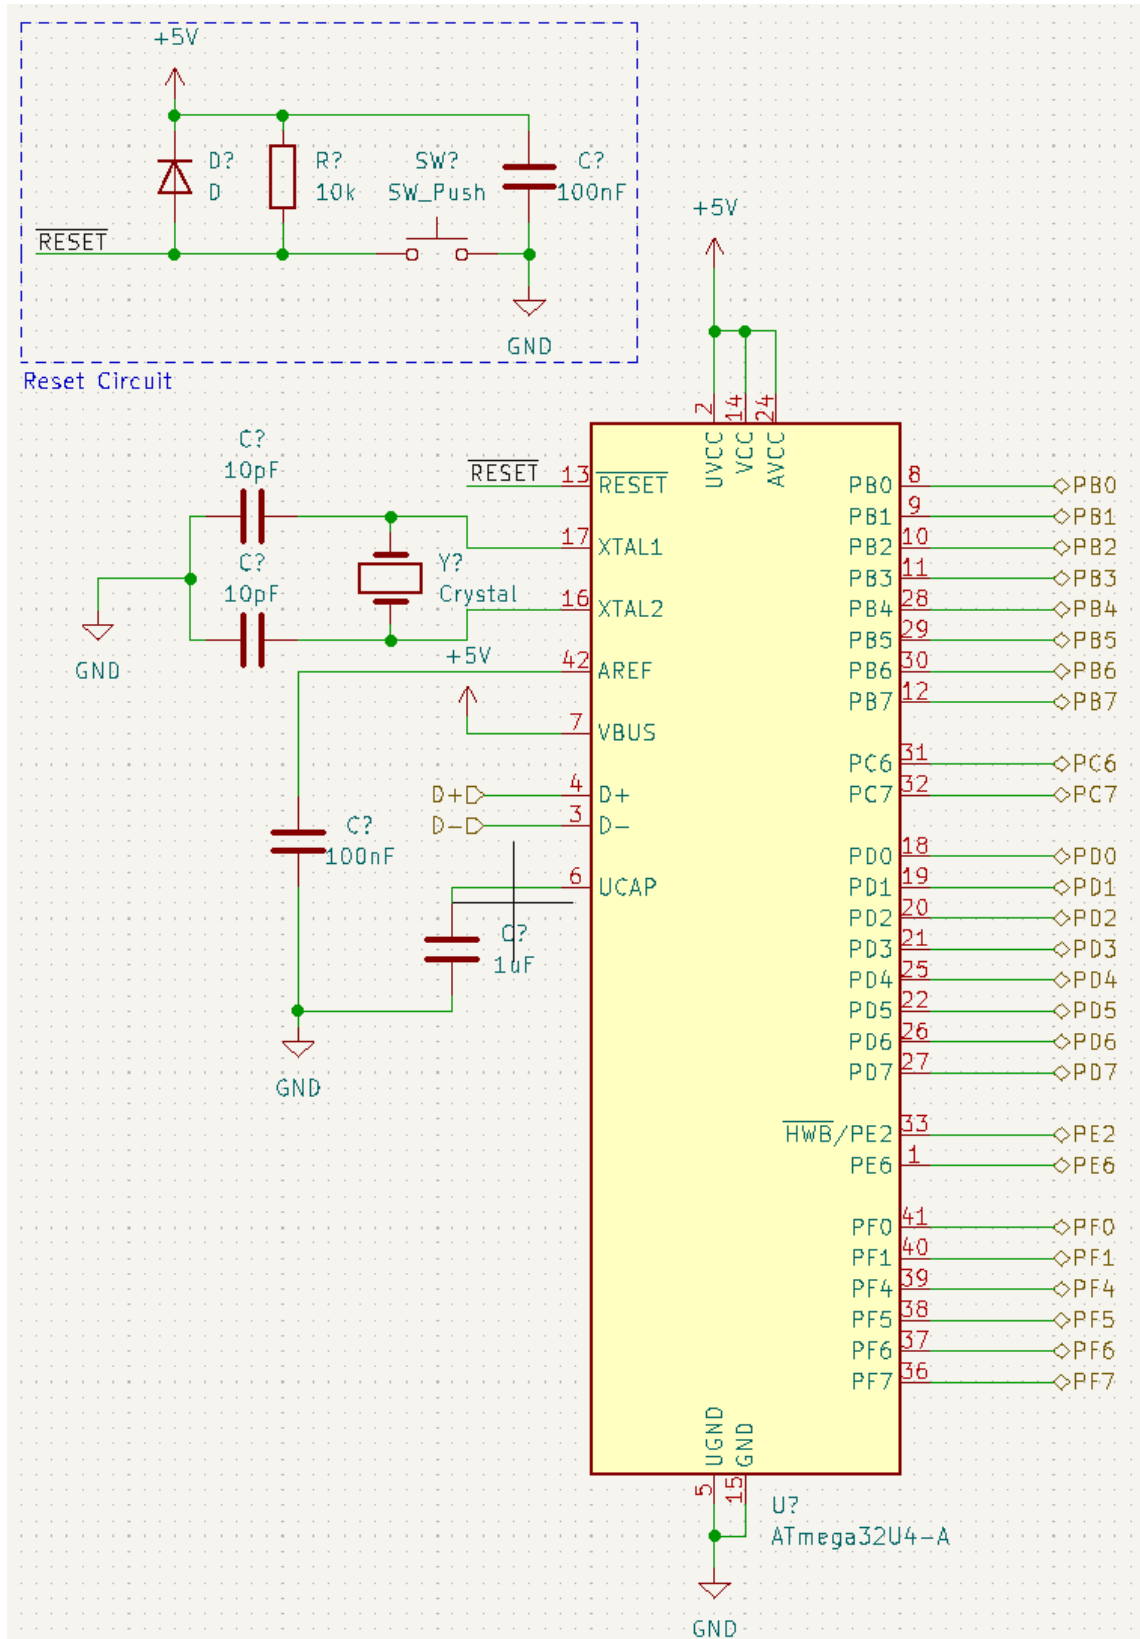 +5V
D?
D
R?
10k
SW?
SW_Push
C?
100nF
RESET
GND
Reset Circuit
+5V
2
14
24
UVCC
VCC
AVCC
C?
10pF
C?
10pF
GND
Y?
Crystal
RESET
13 RESET
17 XTAL1
16 XTAL2
+5V
42 AREF
7 VBUS
D+ 4 D+
D- 3 D-
6 UCAP
C?
100nF
C?
1uF
GND
PB0 8 PB0
PB1 9 PB1
PB2 10 PB2
PB3 11 PB3
PB4 28 PB4
PB5 29 PB5
PB6 30 PB6
PB7 12 PB7
PC6 31 PC6
PC7 32 PC7
PD0 18 PD0
PD1 19 PD1
PD2 20 PD2
PD3 21 PD3
PD4 25 PD4
PD5 22 PD5
PD6 26 PD6
PD7 27 PD7
HWB/PE2 33 PE2
PE6 1 PE6
PF0 41 PF0
PF1 40 PF1
PF4 39 PF4
PF5 38 PF5
PF6 37 PF6
PF7 36 PF7
UGND
GND
5
15
U?
ATmega32U4-A
GND